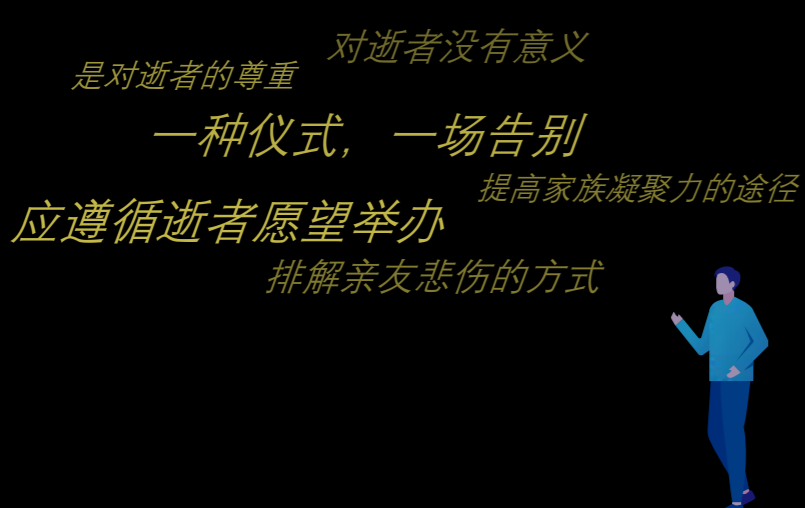 对逝者没有意义
是对逝者的尊重
一种仪式，一场告别
提高家族凝聚力的途径
应遵循逝者愿望举办
排解亲友悲伤的方式